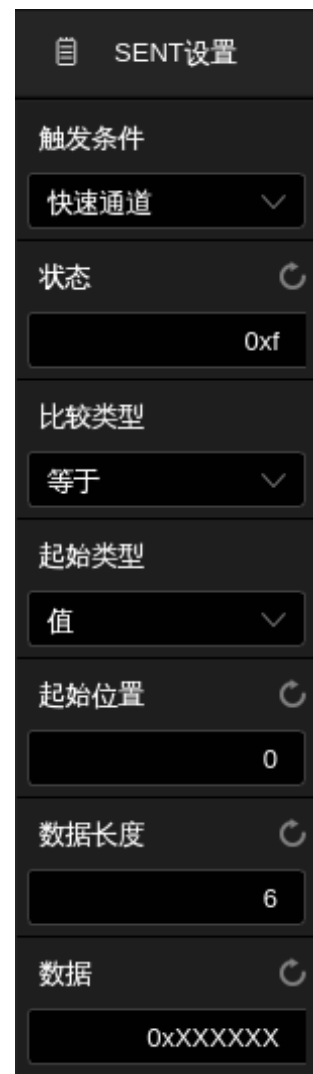 SENT设置
触发条件
快速通道
状态
0xf
比较类型
等于
起始类型
值
起始位置
0
数据长度
6
数据
0xXXXXXX